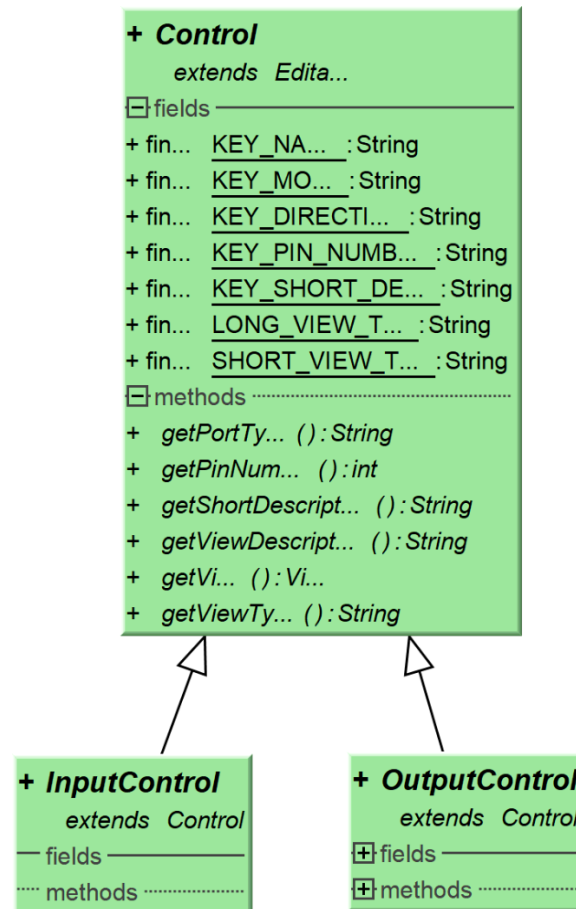 + Control
extends Edita...
fields
+ fin... KEY_NA... : String
+ fin... KEY_MO... : String
+ fin... KEY_DIRECTI... : String
+ fin... KEY_PIN_NUMB... : String
+ fin... KEY_SHORT_DE... : String
+ fin... LONG_VIEW_T... : String
+ fin... SHORT_VIEW_T... : String
methods
+ getPortTy... ( ) : String
+ getPinNum... ( ) : int
+ getShortDescript... ( ) : String
+ getViewDescript... ( ) : String
+ getVi... ( ) : Vi...
+ getViewTy... ( ) : String
+ InputControl
extends Control
fields
methods
+ OutputControl
extends Control
fields
methods